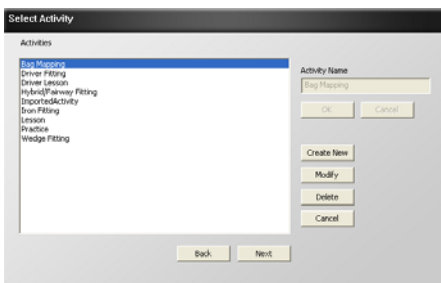 Select Activity
Activities
Bag Mapping
Driver Fitting
Driver Lesson
Hybrid/Fairway Fitting
ImportedActivity
Iron Fitting
Lesson
Practice
Wedge Fitting
Activity Name
Bag Mapping
OK Cancel
Create New
Modify
Delete
Cancel
Back Next